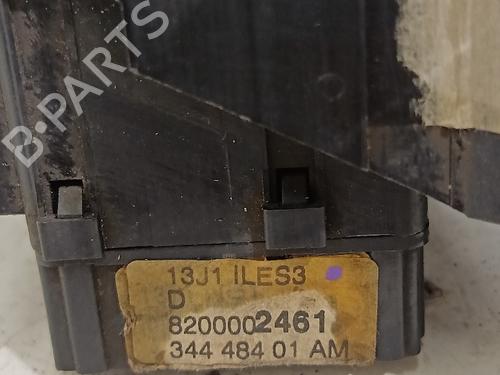 B-PARTS
13J1 ILES3
D
8200002461
344 484 01 AM